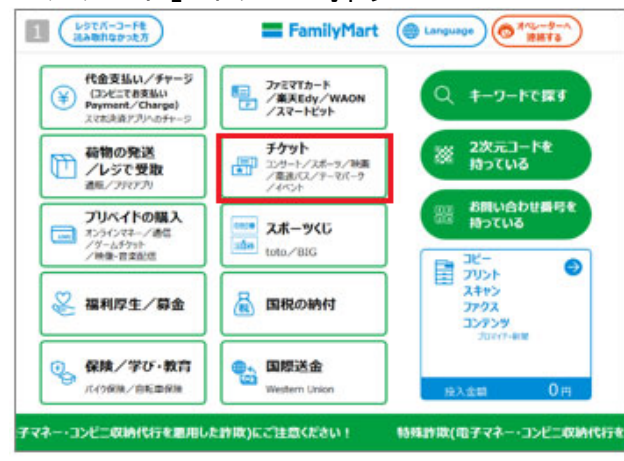 1
レジでバーコードを
読み取れなかった方
FamilyMart
Language
オペレーターへ
連絡する
代金支払い／チャージ
(コンビニでお支払い
Payment/Charge)
スマホ決済アプリへのチャージ
ファミマTカード
／楽天Edy／WAON
／スマートピット
キーワードで探す
荷物の発送
／レジで受取
通販／フリマアプリ
チケット
コンサート／スポーツ／映画
／高速バス／テーマパーク
／イベント
2次元コードを
持っている
プリペイドの購入
オンラインマネー／通信
／ゲームチケット
／映像・音楽配信
スポーツくじ
toto／BIG
お問い合わせ番号を
持っている
コピー
プリント
スキャン
ファクス
コンテンツ
福利厚生／募金
国税の納付
保険／学び・教育
バイク保険／自転車保険
国際送金
Western Union
投入金額
0円
子マネー・コンビニ収納代行を悪用した詐欺)にご注意ください！
特殊詐欺(電子マネー・コンビニ収納代行を